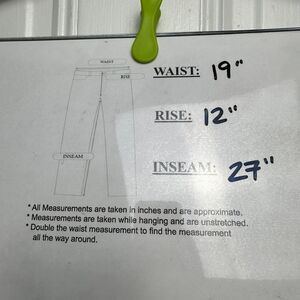 WAIST
RISE
INSEAM
WAIST: 19"
RISE: 12"
INSEAM: 27"
* All Measurements are taken in inches and are approximate.
* Measurements are taken while hanging and are unstretched.
* Double the waist measurement to find the measurement
all the way around.